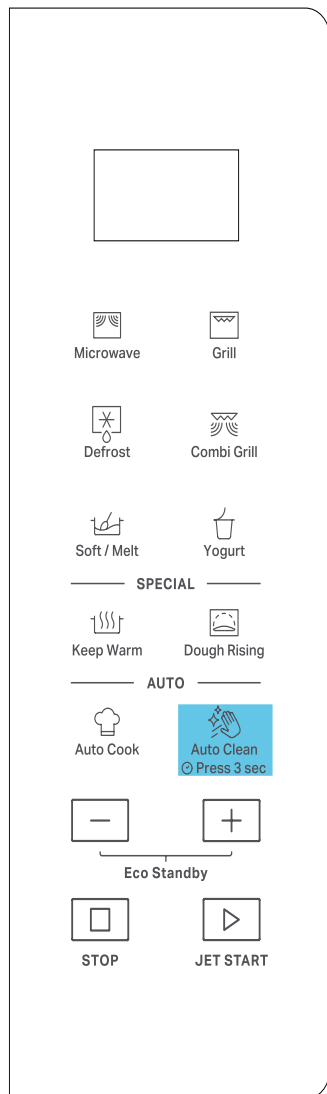 Microwave Grill
Defrost Combi Grill
Soft / Melt Yogurt
SPECIAL
Keep Warm Dough Rising
AUTO
Auto Cook Auto Clean
Press 3 sec
Eco Standby
STOP JET START